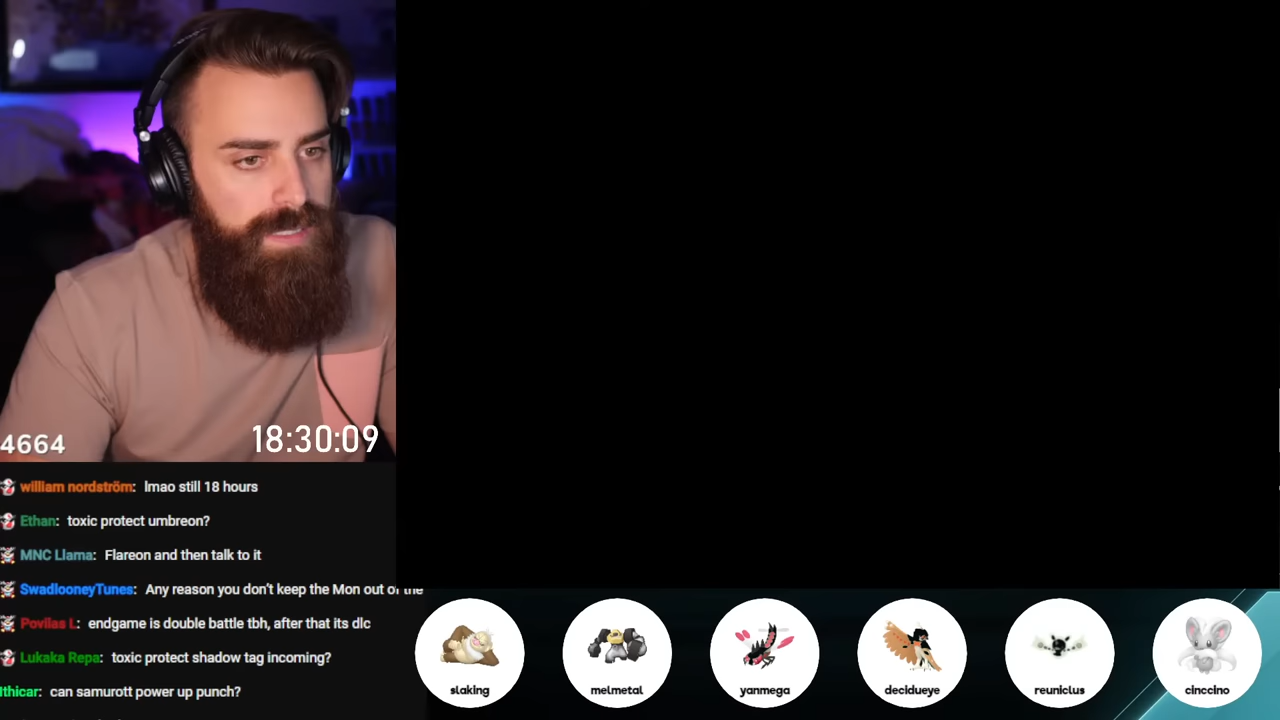 4664
18:30:09
william nordström: lmao still 18 hours
Ethan: toxic protect umbreon?
MNC Llama: Flareon and then talk to it
SwadlooneyTunes: Any reason you don't keep the Mon out of the
Povilas L.: endgame is double battle tbh, after that its dlc
Lukaka Repa: toxic protect shadow tag incoming?
Ithicar: can samurott power up punch?
slaking
melmetal
yanmega
decidueye
reuniclus
cinccino